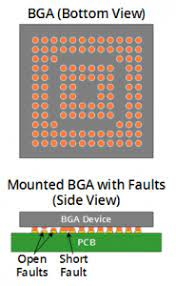 BGA (Bottom View)
Mounted BGA with Faults
(Side View)
BGA Device
PCB
Open
Faults
Short
Fault